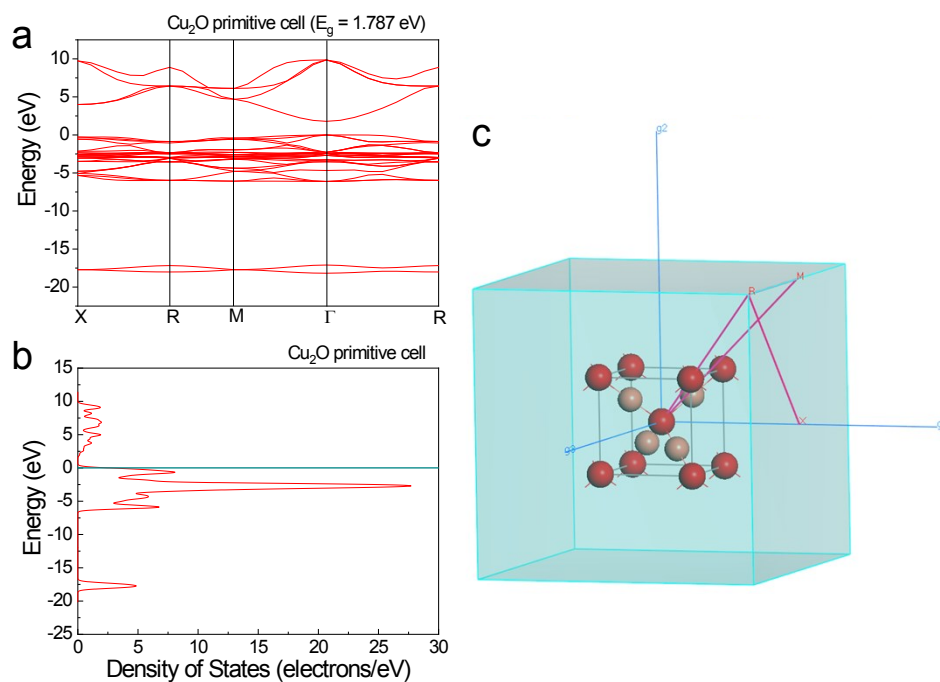 a
Cu₂O primitive cell (E_g = 1.787 eV)
10
5
0
-5
-10
-15
-20
Energy (eV)
X R M Γ R
b
Cu₂O primitive cell
15
10
5
0
-5
-10
-15
-20
-25
Energy (eV)
0 5 10 15 20 25 30
Density of States (electrons/eV)
c
g2
M
R
X
g3